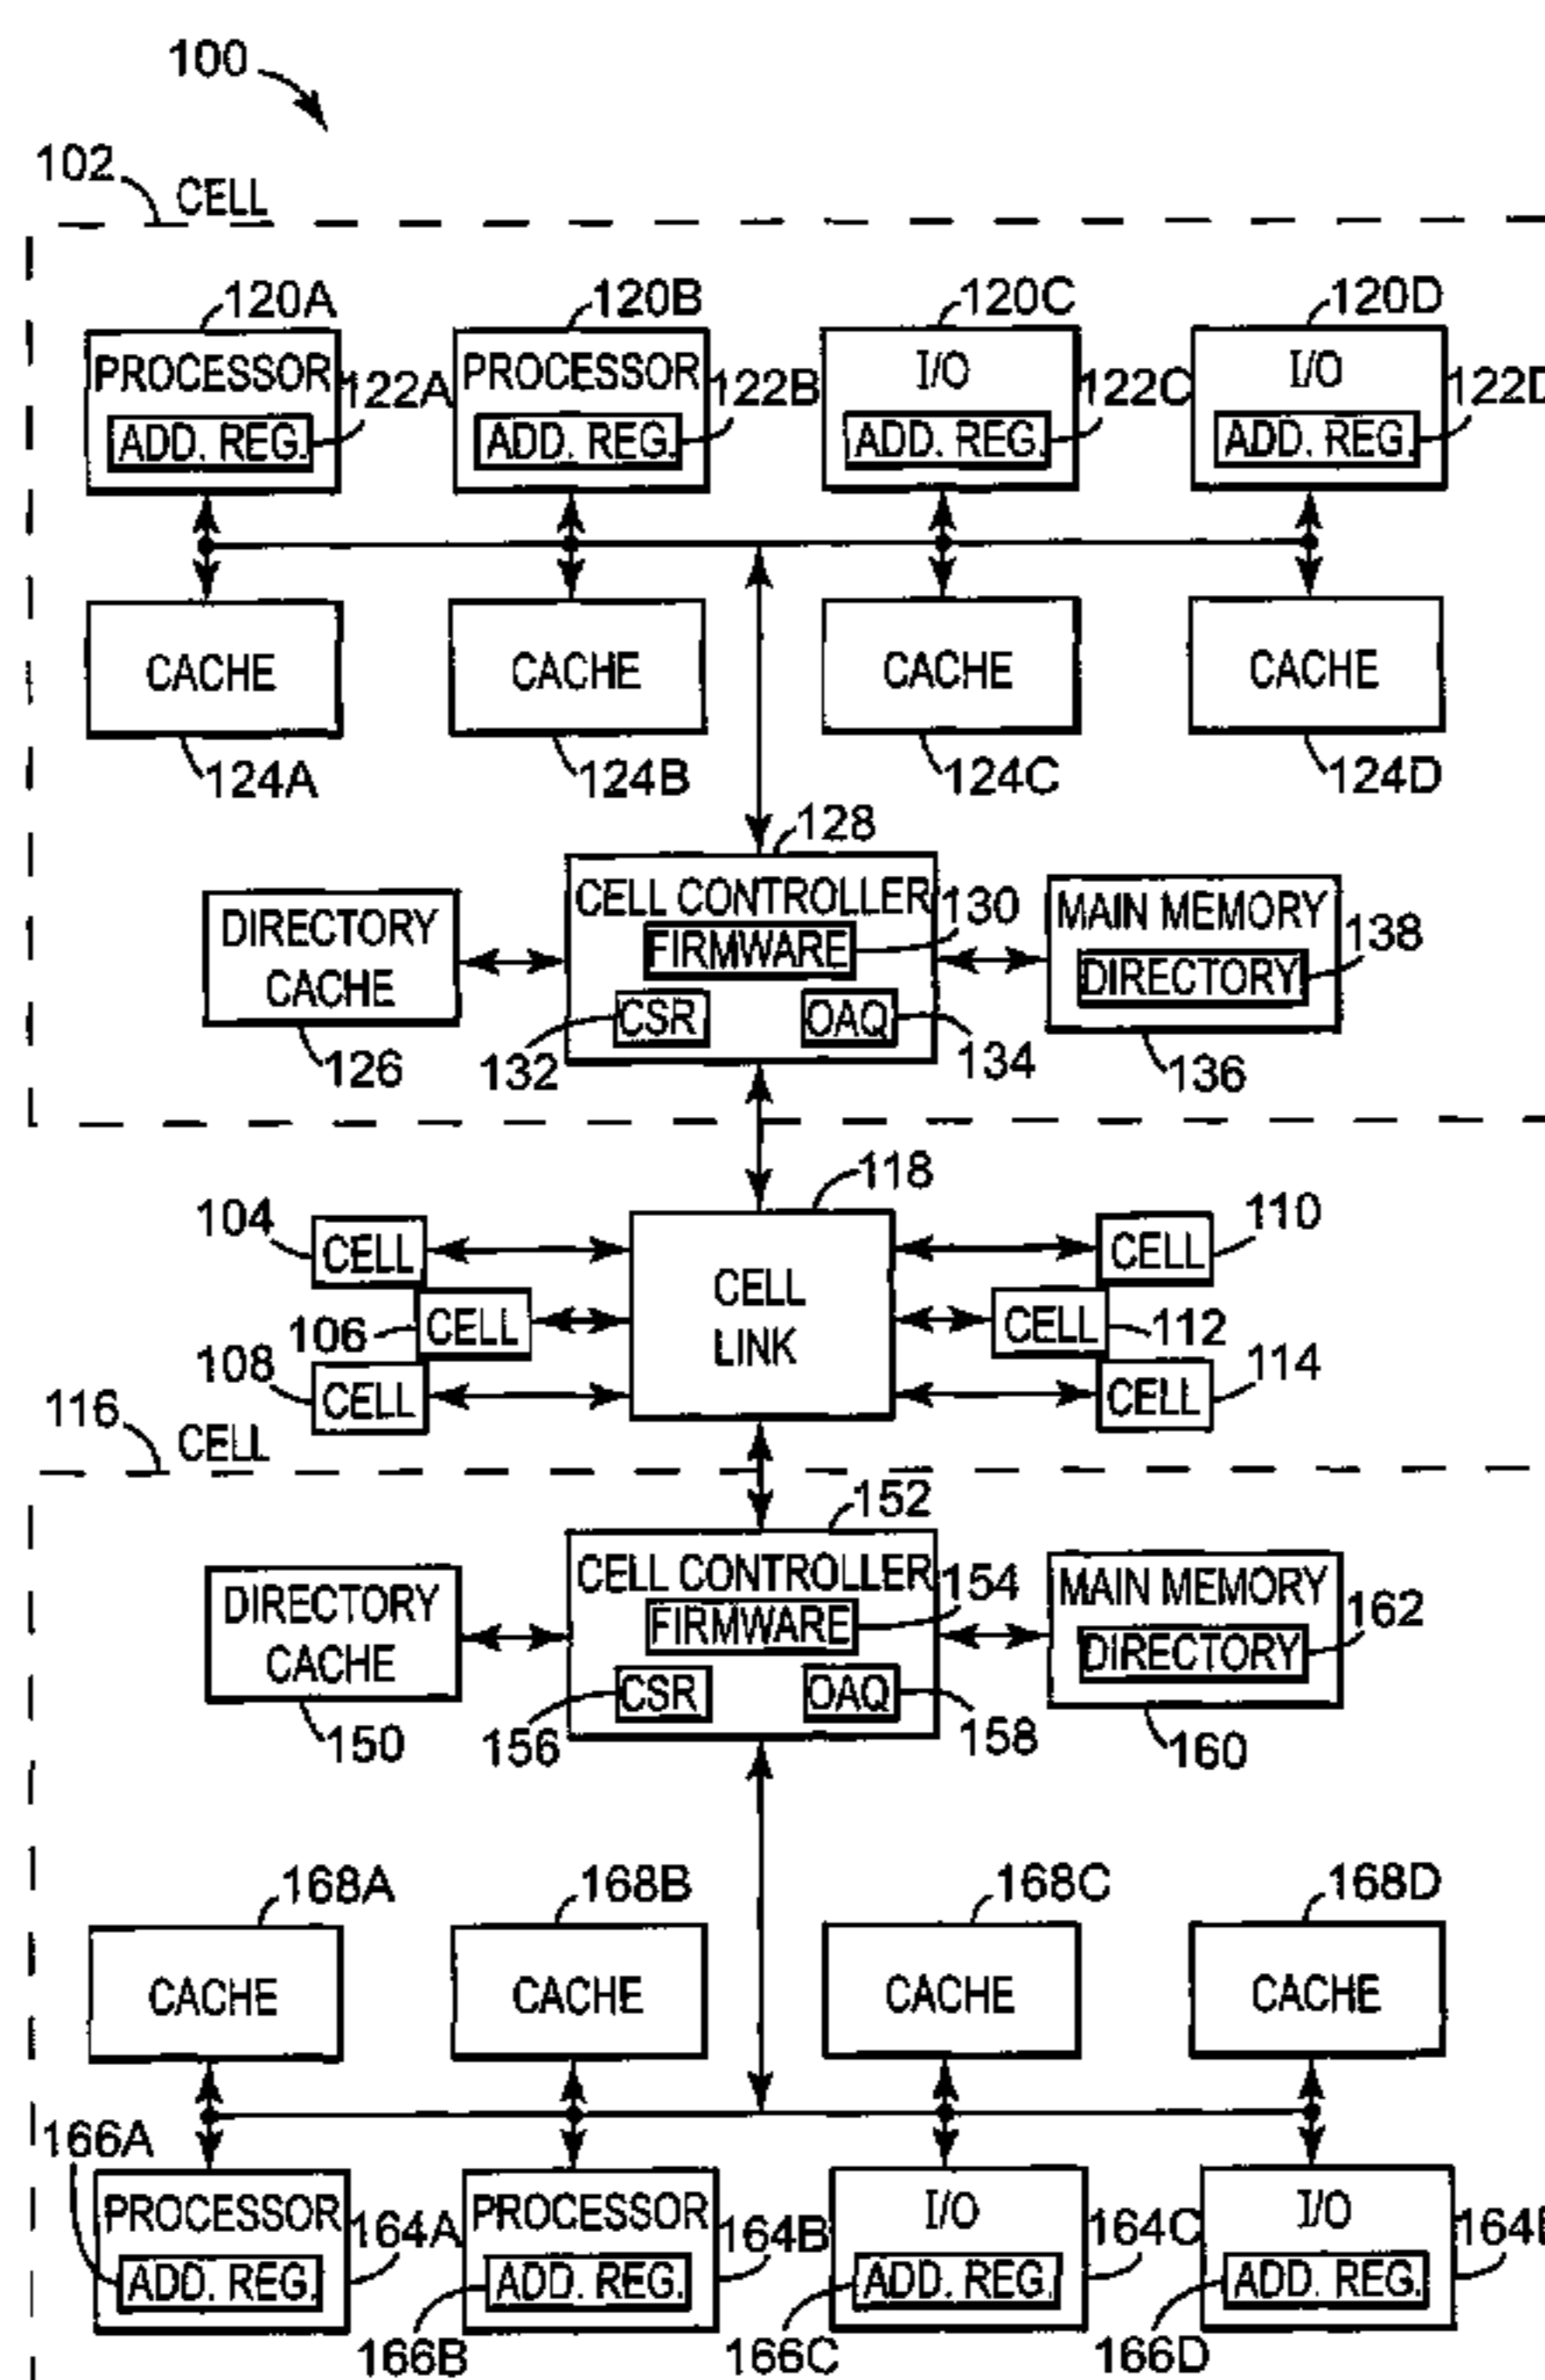 100
102
CELL
120A
120B
120C
120D
PROCESSOR
PROCESSOR
I/O
I/O
122A
122B
122C
122D
ADD. REG.
ADD. REG.
ADD. REG.
ADD. REG.
CACHE
CACHE
CACHE
CACHE
124A
124B
124C
124D
128
CELL CONTROLLER
130
FIRMWARE
DIRECTORY
CACHE
MAIN MEMORY
138
DIRECTORY
CSR
OAQ
126
132
134
136
118
104
CELL
110
CELL
CELL
LINK
106
CELL
112
CELL
108
CELL
114
CELL
116
CELL
152
CELL CONTROLLER
154
FIRMWARE
DIRECTORY
CACHE
MAIN MEMORY
162
DIRECTORY
CSR
OAQ
150
156
158
160
168A
168B
168C
168D
CACHE
CACHE
CACHE
CACHE
166A
PROCESSOR
164A
PROCESSOR
164B
I/O
164C
I/O
ADD. REG.
ADD. REG.
ADD. REG.
ADD. REG.
166B
166C
166D